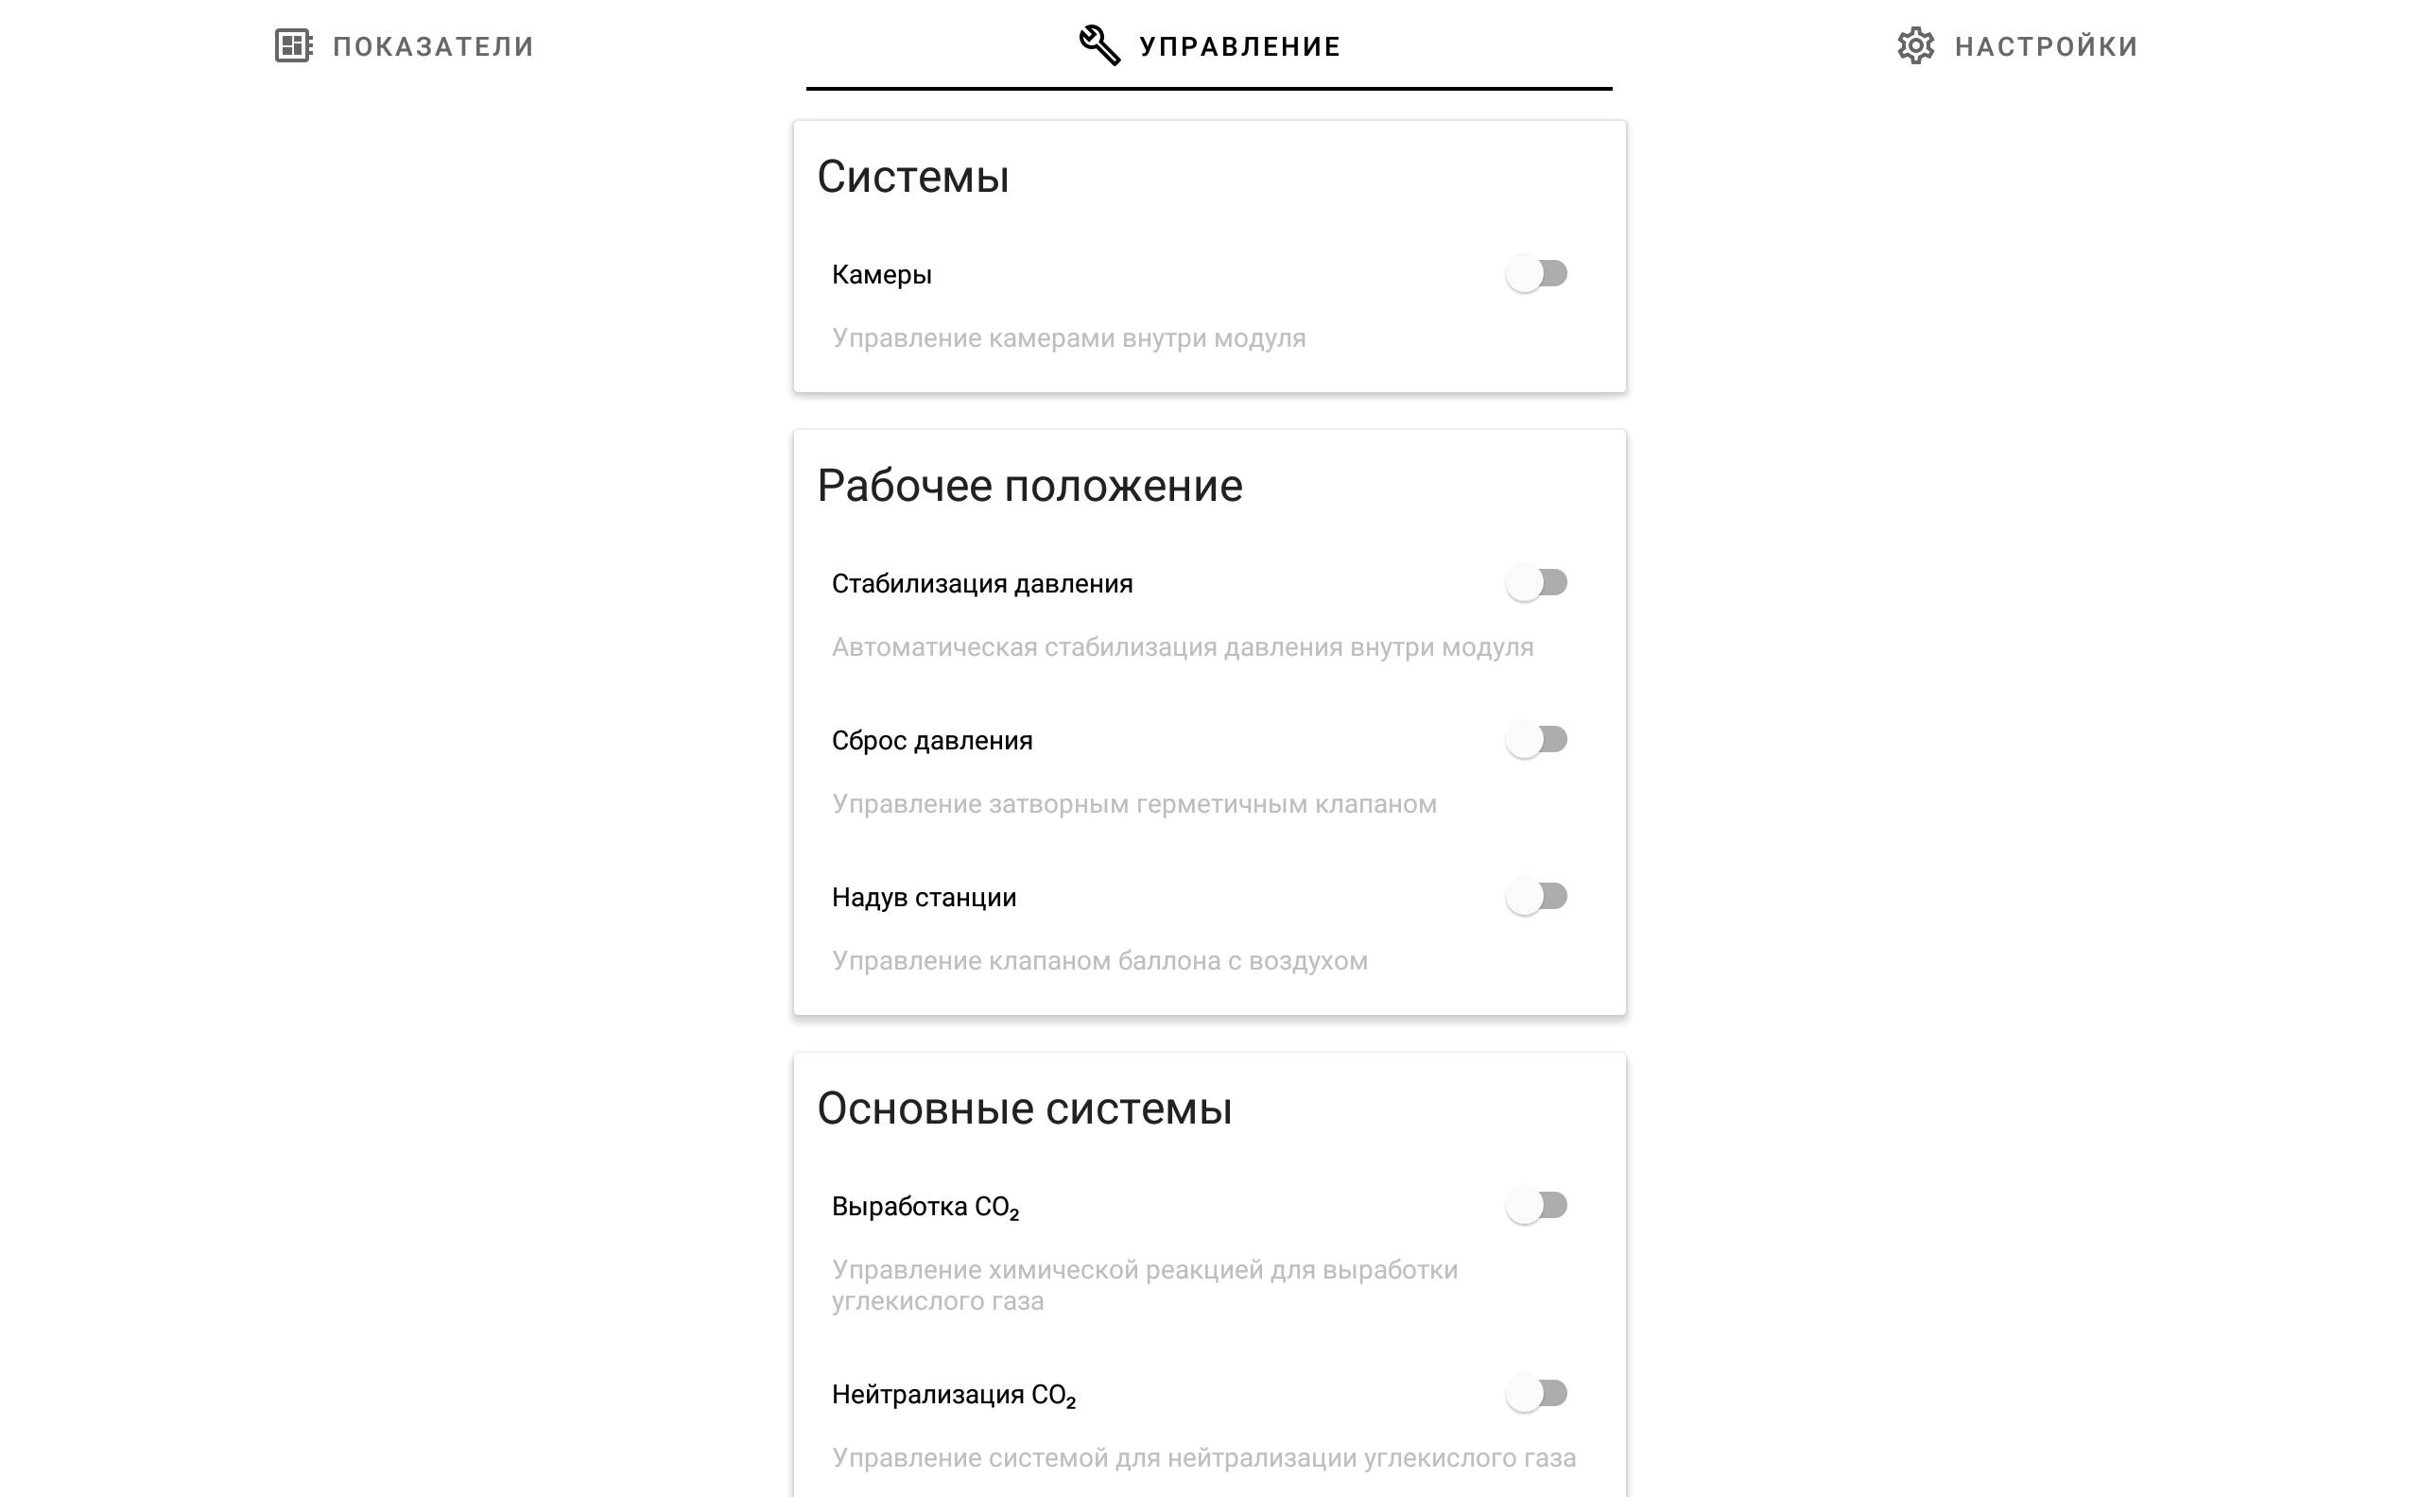 ПОКАЗАТЕЛИ
УПРАВЛЕНИЕ
НАСТРОЙКИ
Системы
Камеры
Управление камерами внутри модуля
Рабочее положение
Стабилизация давления
Автоматическая стабилизация давления внутри модуля
Сброс давления
Управление затворным герметичным клапаном
Надув станции
Управление клапаном баллона с воздухом
Основные системы
Выработка CO₂
Управление химической реакцией для выработки
углекислого газа
Нейтрализация CO₂
Управление системой для нейтрализации углекислого газа